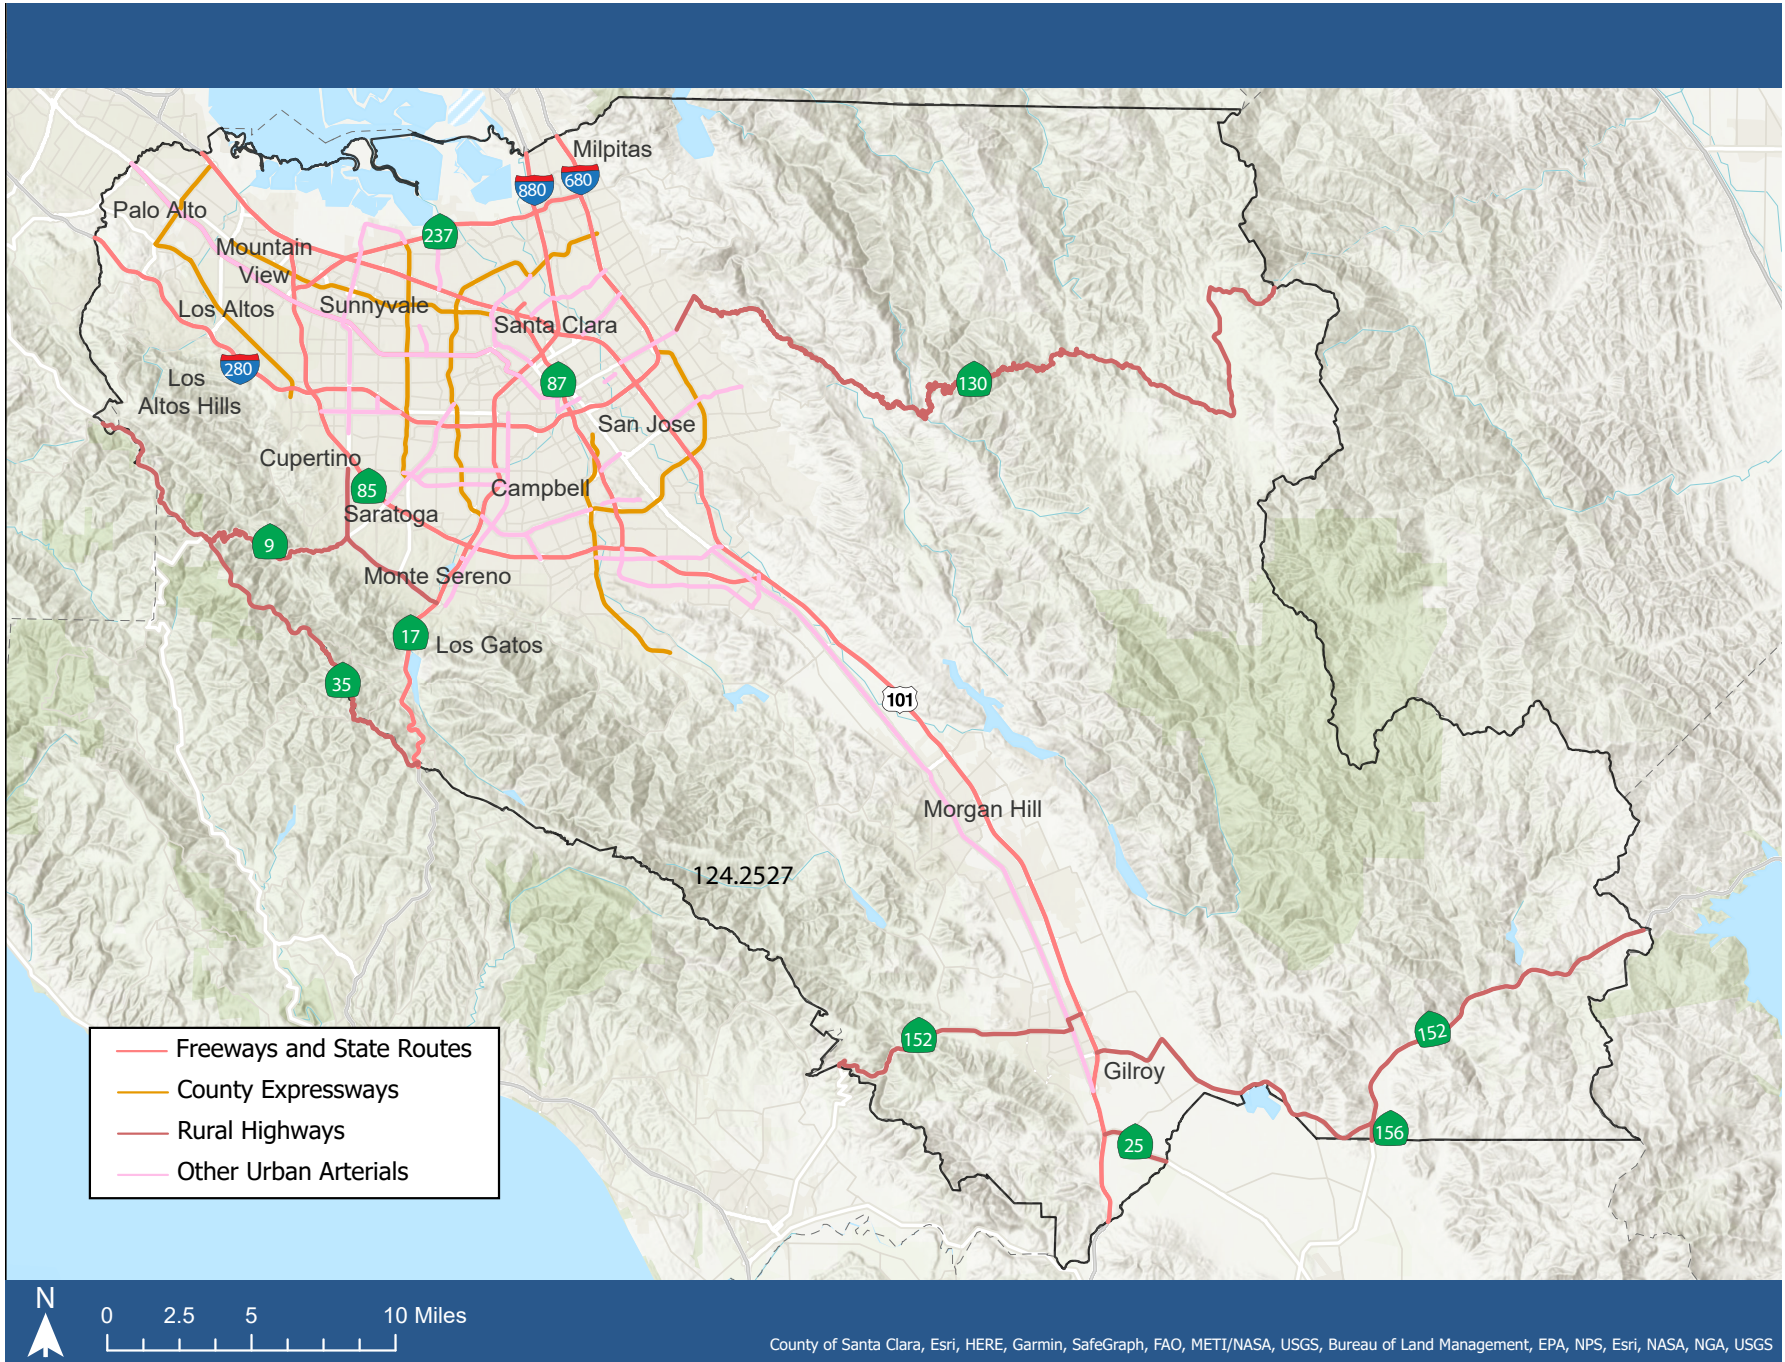 Milpitas
880
680
Palo Alto
237
Mountain
View
Los Altos
Sunnyvale
Santa Clara
280
87
130
Los
Altos Hills
San Jose
Cupertino
85
Campbell
Saratoga
9
Monte Sereno
17
Los Gatos
35
101
Morgan Hill
124.2527
152
152
Gilroy
25
156
Freeways and State Routes
County Expressways
Rural Highways
Other Urban Arterials
N
0 2.5 5 10 Miles
County of Santa Clara, Esri, HERE, Garmin, SafeGraph, FAO, METI/NASA, USGS, Bureau of Land Management, EPA, NPS, Esri, NASA, NGA, USGS